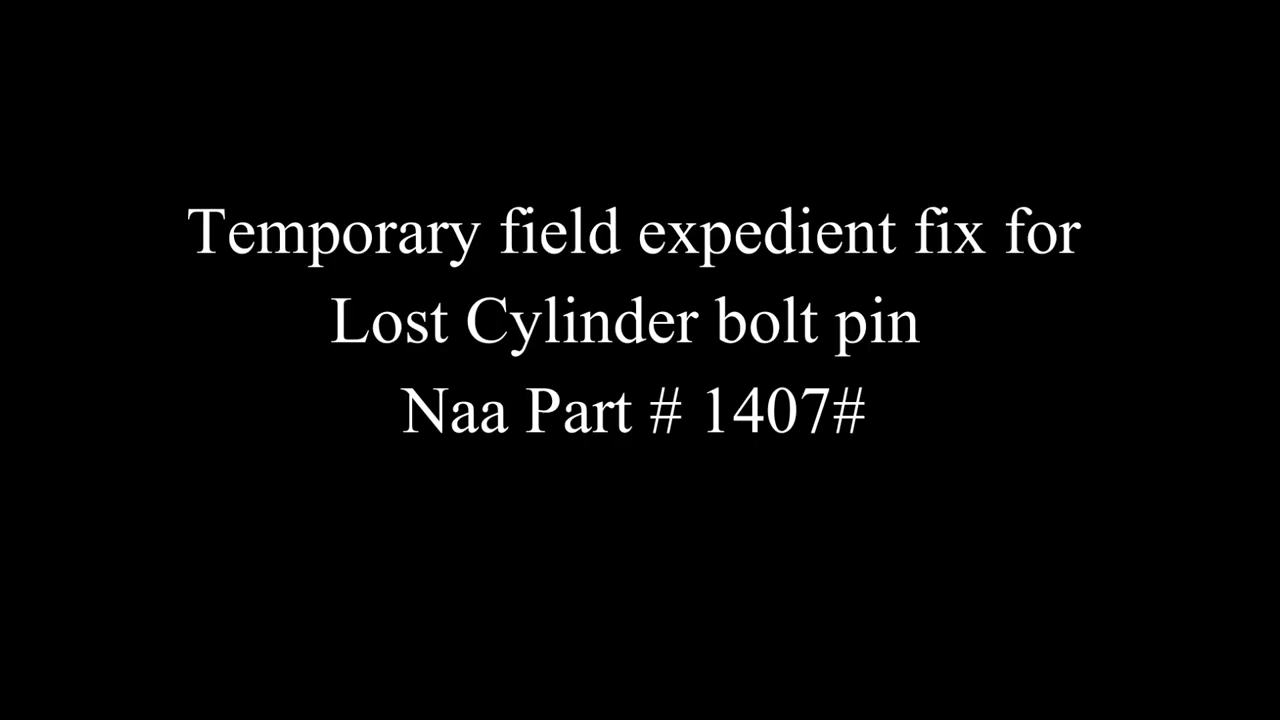 Temporary field expedient fix for
Lost Cylinder bolt pin
Naa Part # 1407#